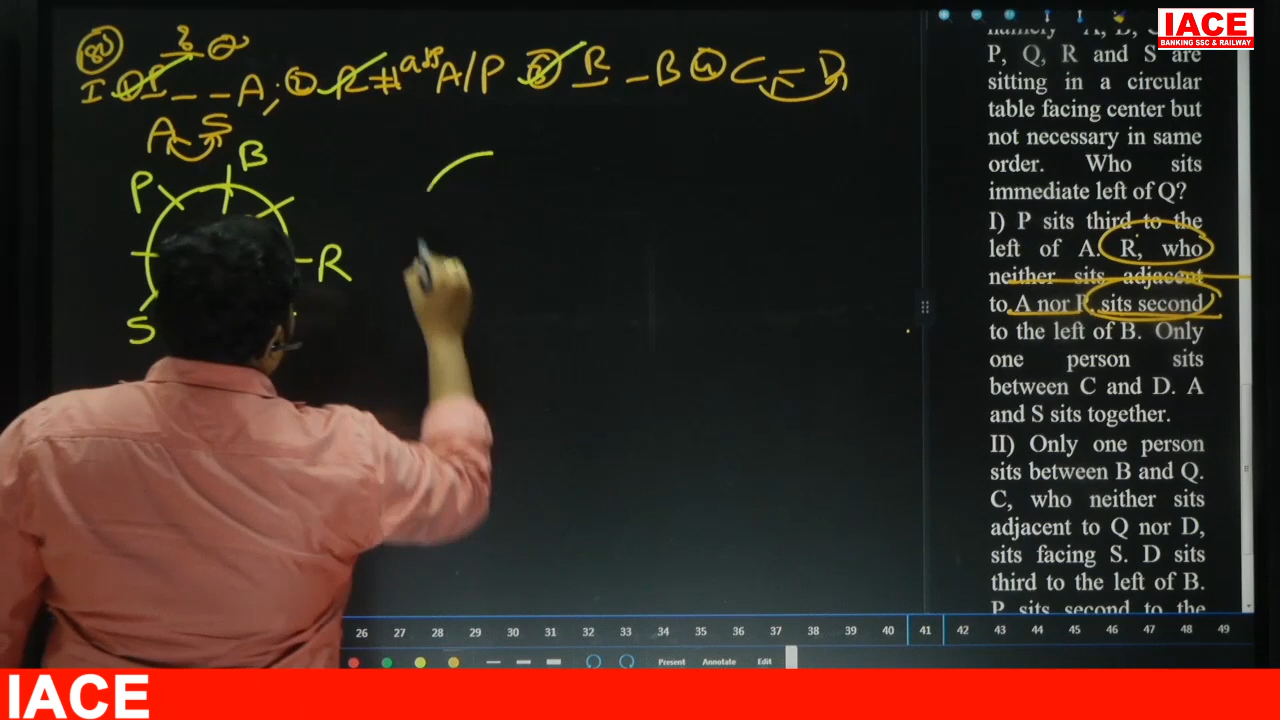 IACE
BANKING SSC & RAILWAY
I
A;
R
A/P
R
_B
C
D
A
S
B
P
R
S
P, Q, R and S are
sitting in a circular
table facing center but
not necessary in same
order. Who sits
immediate left of Q?
I) P sits third to the
left of A. R, who
neither sits adjacent
to A nor P, sits second
to the left of B. Only
one person sits
between C and D. A
and S sits together.
II) Only one person
sits between B and Q.
C, who neither sits
adjacent to Q nor D,
sits facing S. D sits
third to the left of B.
P sits second to the
26 27 28 29 30 31 32 33 34 35 36 37 38 39 40 41 42 43 44 45 46 47 48 49
Present Annotate Edit
IACE